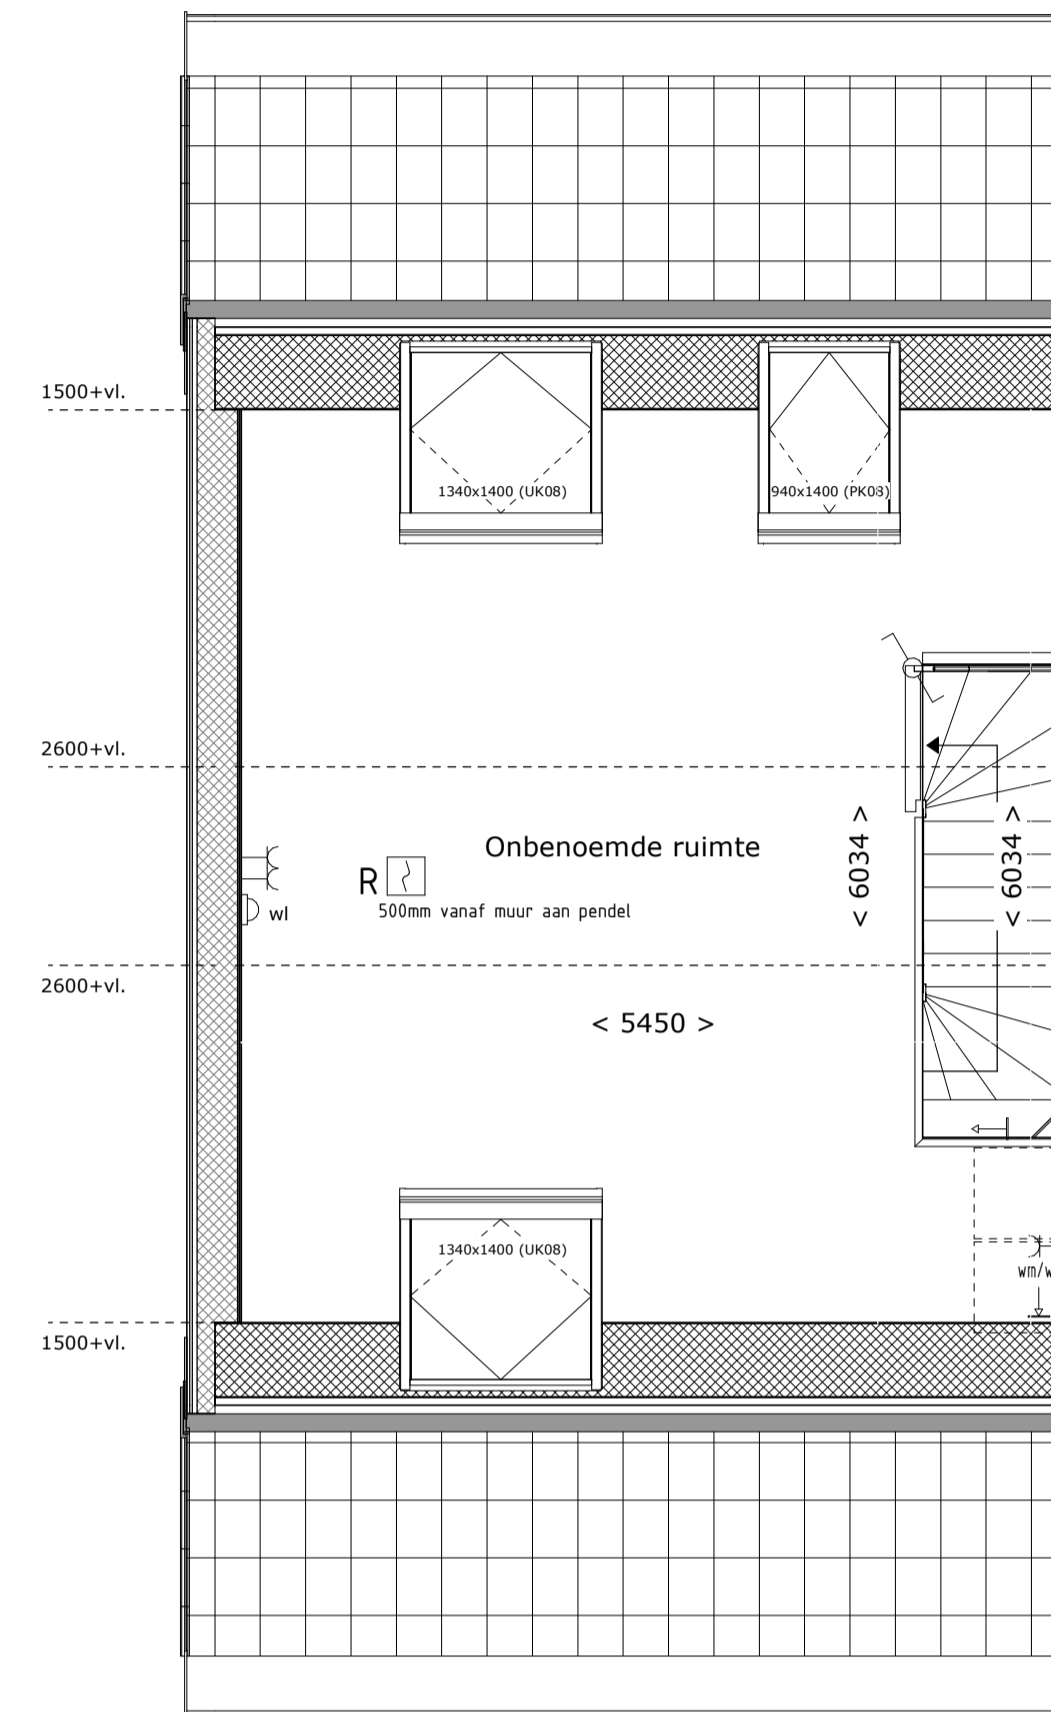 1500+vl.
1340x1400 (UK08)
940x1400 (PK08)
2600+vl.
Onbenoemde ruimte
< 6034 >
< 6034 >
R
500mm vanaf muur aan pendel
wl
2600+vl.
< 5450 >
1340x1400 (UK08)
wm/w
1500+vl.